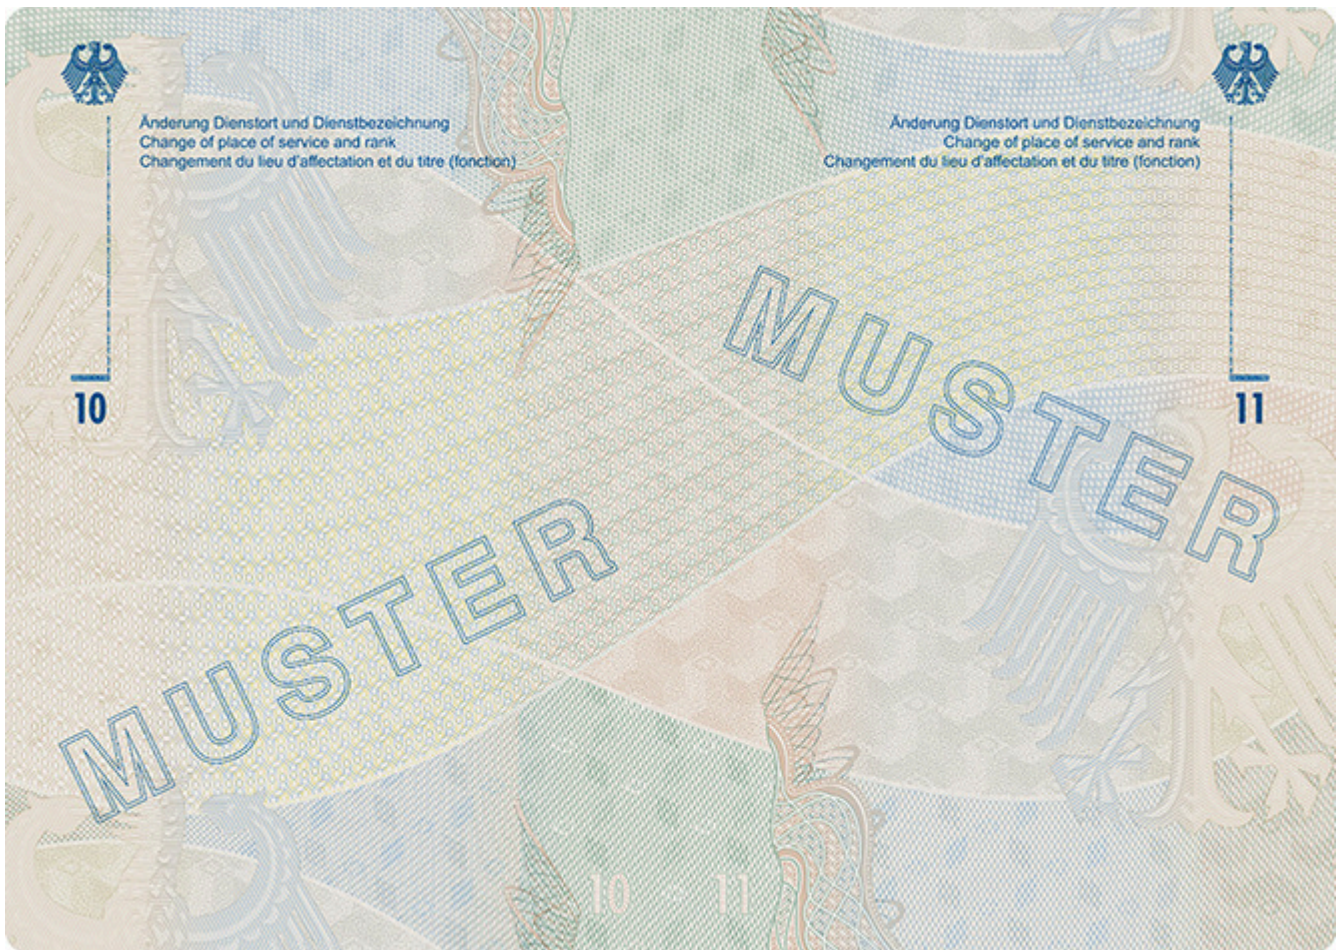 Änderung Dienstort und Dienstbezeichnung
Change of place of service and rank
Changement du lieu d'affectation et du titre (fonction)
10
MUSTER
Änderung Dienstort und Dienstbezeichnung
Change of place of service and rank
Changement du lieu d'affectation et du titre (fonction)
11
MUSTER
10
11